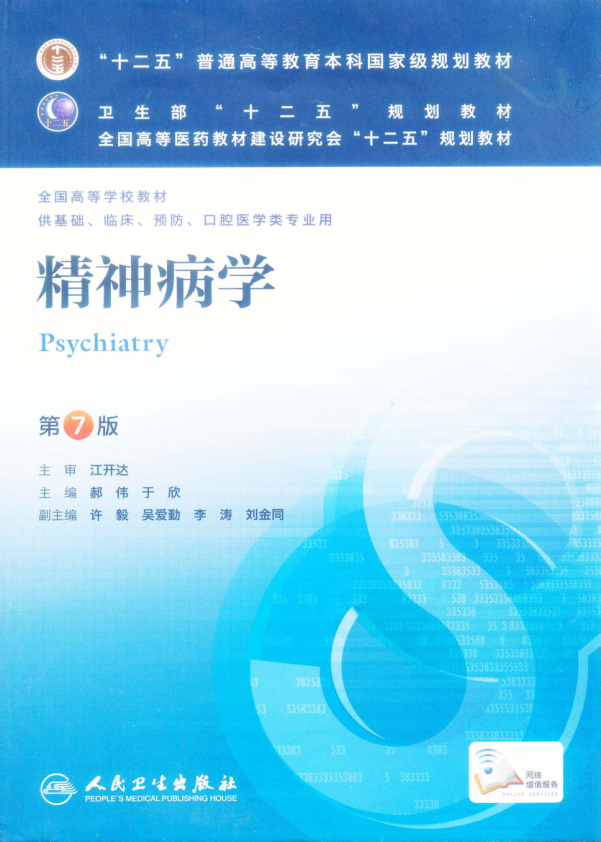 “十二五”普通高等教育本科国家级规划教材
十二五
卫生部“十二五”规划教材
全国高等医药教材建设研究会“十二五”规划教材
全国高等学校教材
供基础、临床、预防、口腔医学类专业用
精神病学
Psychiatry
第7版
主 审 江开达
主 编 郝 伟 于 欣
副主编 许 毅 吴爱勤 李 涛 刘金同
人民卫生出版社
PEOPLE'S MEDICAL PUBLISHING HOUSE
网络
增值服务
ONLINE SERVICES